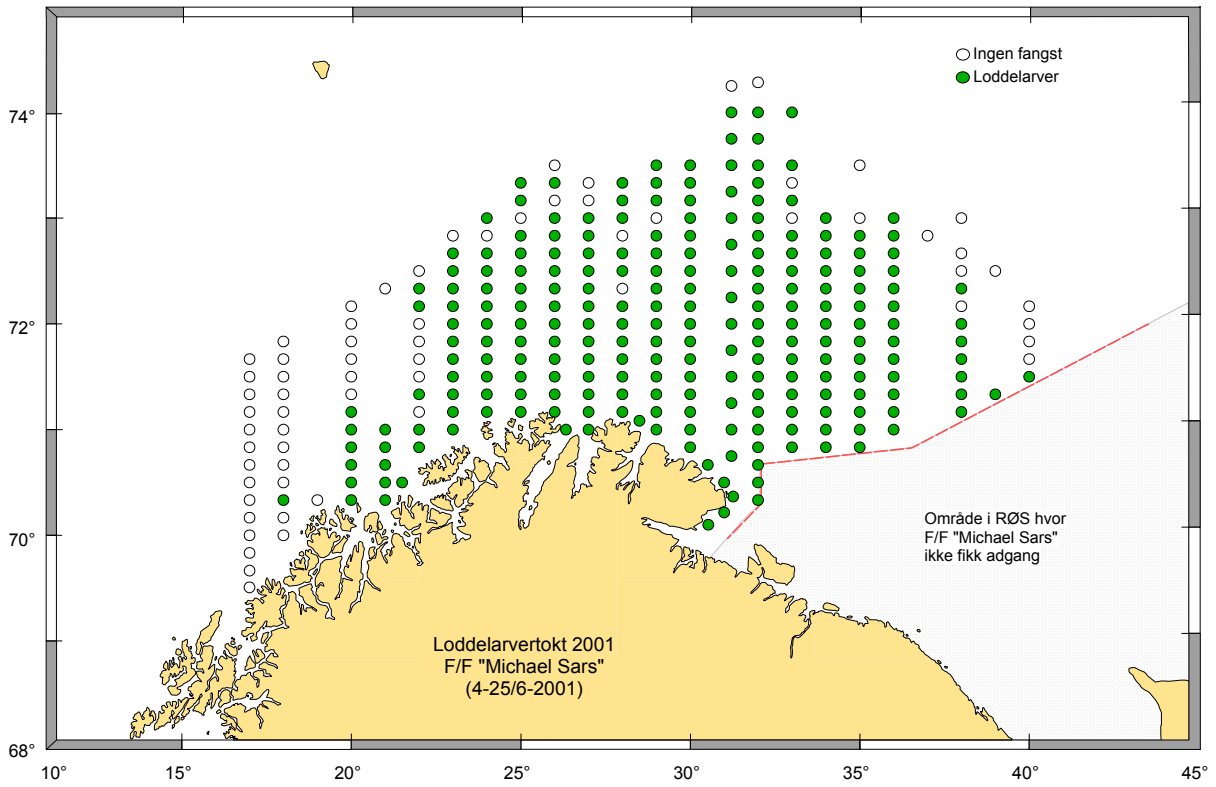 Ingen fangst
Loddelarver
74°
72°
70°
68°
Område i RØS hvor
F/F "Michael Sars"
ikke fikk adgang
Loddelarvertokt 2001
F/F "Michael Sars"
(4-25/6-2001)
10° 15° 20° 25° 30° 35° 40° 45°